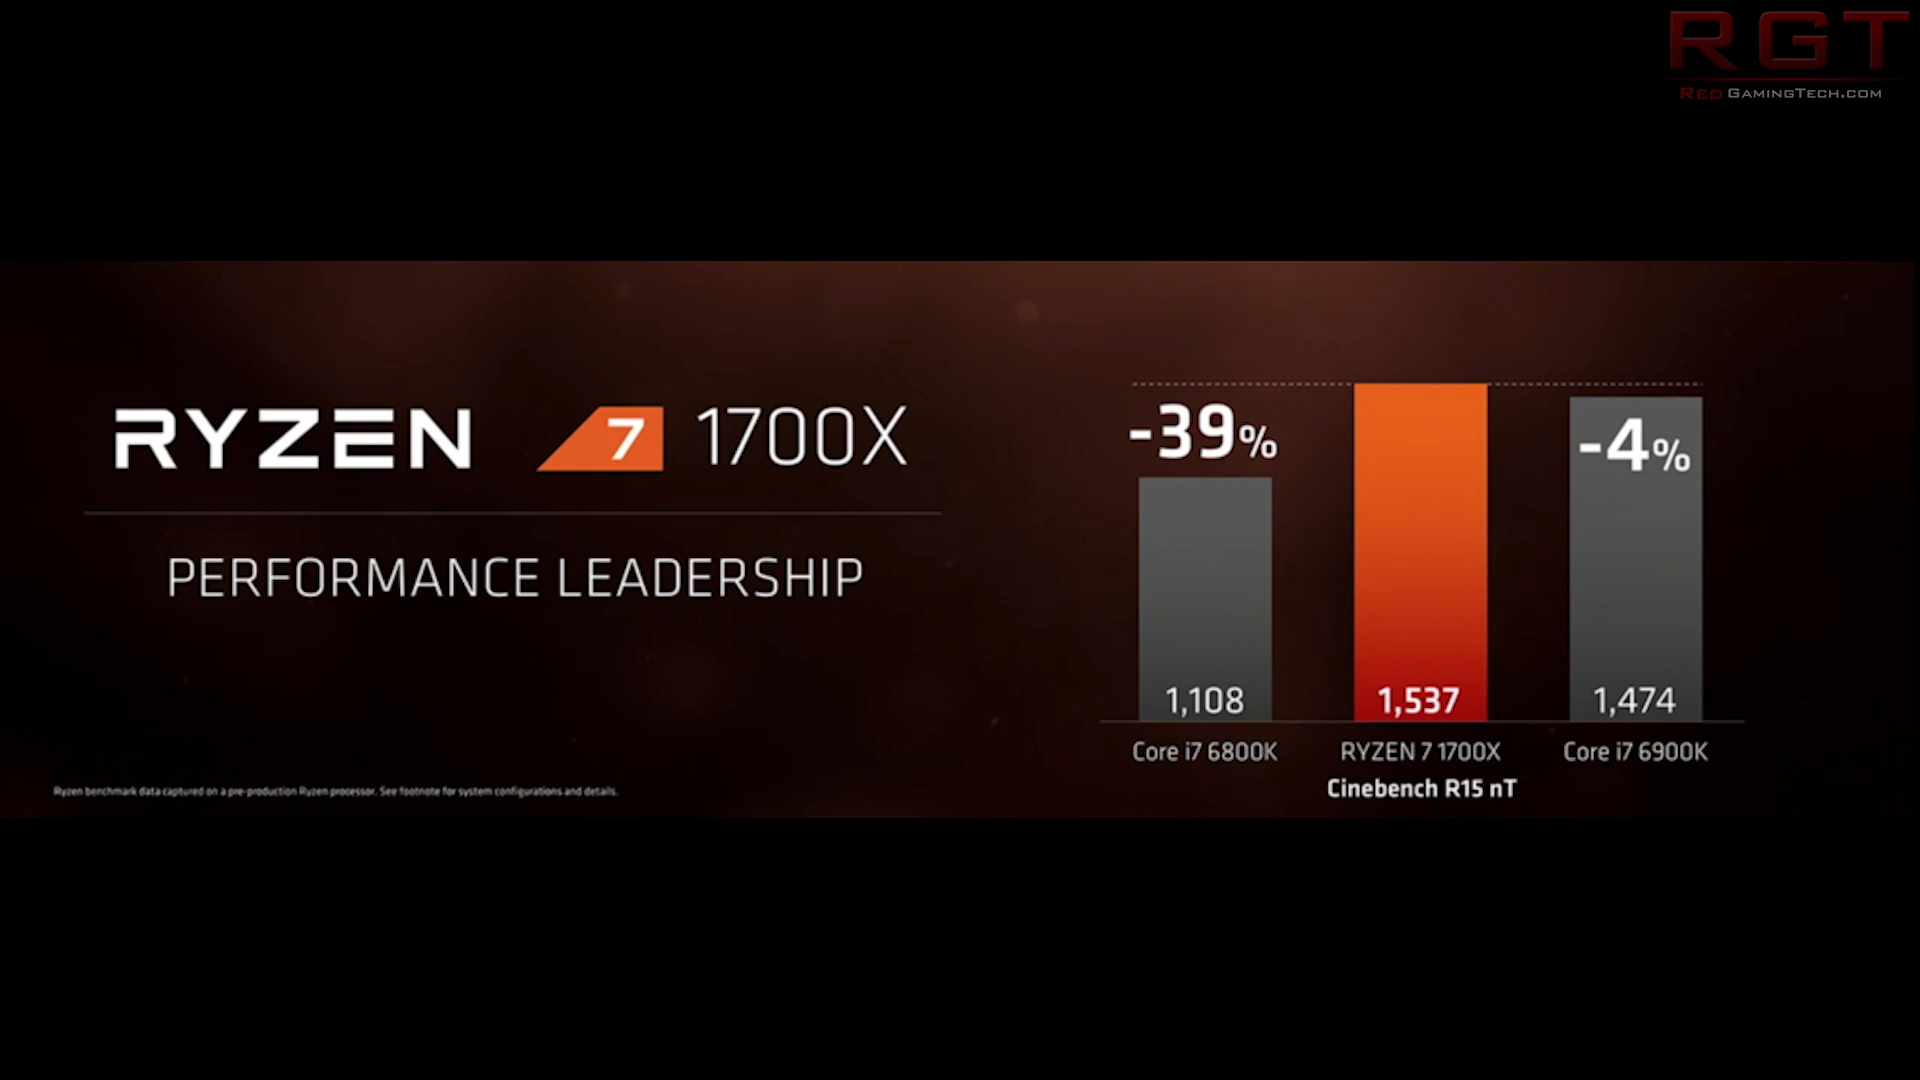 RGT
RED GAMINGTECH.COM
RYZEN 7 1700X
PERFORMANCE LEADERSHIP
Ryzen benchmark data captured on a pre-production Ryzen processor. See footnote for system configurations and details.
-39%
-4%
1,108
1,537
1,474
Core i7 6800K
RYZEN 7 1700X
Core i7 6900K
Cinebench R15 nT